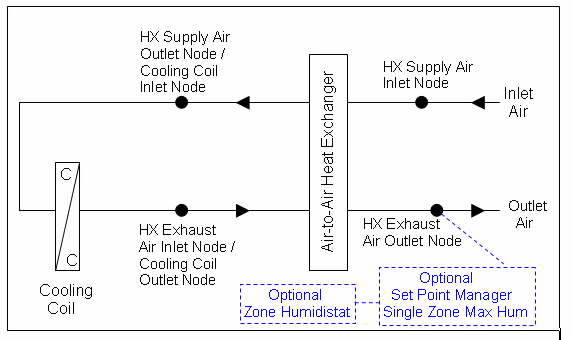 HX Supply Air
Outlet Node /
Cooling Coil
Inlet Node
HX Supply Air
Inlet Node
Inlet
Air
Air-to-Air Heat Exchanger
C
C
Cooling
Coil
HX Exhaust
Air Inlet Node /
Cooling Coil
Outlet Node
HX Exhaust
Air Outlet Node
Outlet
Air
Optional
Zone Humidistat
Optional
Set Point Manager
Single Zone Max Hum